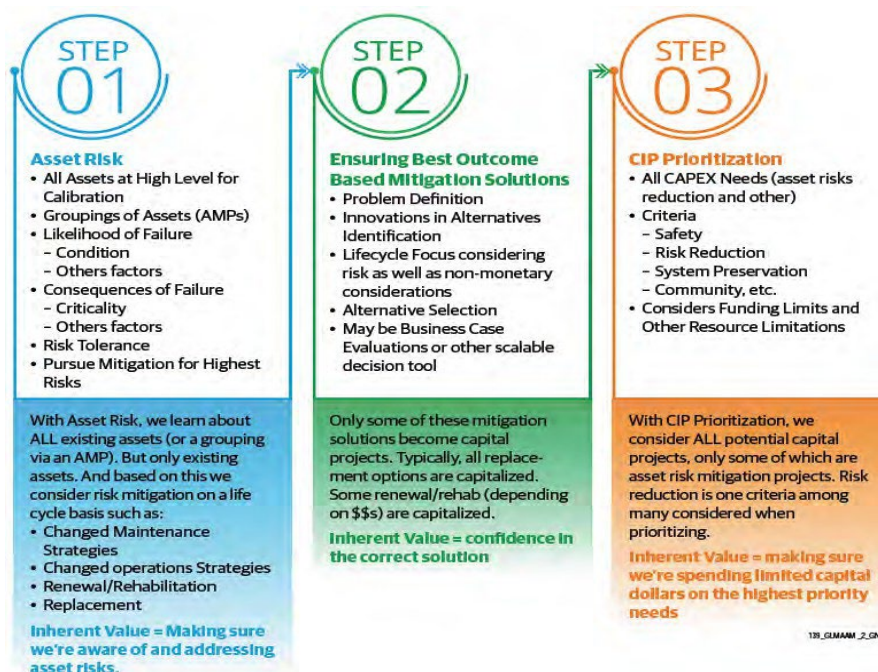 STEP
01
Asset Risk
• All Assets at High Level for
Calibration
• Groupings of Assets (AMPs)
• Likelihood of Failure
– Condition
– Others factors
• Consequences of Failure
– Criticality
– Others factors
• Risk Tolerance
• Pursue Mitigation for Highest
Risks
With Asset Risk, we learn about
ALL existing assets (or a grouping
via an AMP). But only existing
assets. And based on this we
consider risk mitigation on a life
cycle basis such as:
• Changed Maintenance
Strategies
• Changed operations Strategies
• Renewal/Rehabilitation
• Replacement
Inherent Value = Making sure
we're aware of and addressing
asset risks.
STEP
02
Ensuring Best Outcome
Based Mitigation Solutions
• Problem Definition
• Innovations in Alternatives
Identification
• Lifecycle Focus considering
risk as well as non-monetary
considerations
• Alternative Selection
• May be Business Case
Evaluations or other scalable
decision tool
Only some of these mitigation
solutions become capital
projects. Typically, all replace-
ment options are capitalized.
Some renewal/rehab (depending
on $$s) are capitalized.
Inherent Value = confidence in
the correct solution
STEP
03
CIP Prioritization
• All CAPEX Needs (asset risks
reduction and other)
• Criteria
– Safety
– Risk Reduction
– System Preservation
– Community, etc.
• Considers Funding Limits and
Other Resource Limitations
With CIP Prioritization, we
consider ALL potential capital
projects, only some of which are
asset risk mitigation projects. Risk
reduction is one criteria among
many considered when
prioritizing.
Inherent Value = making sure
we're spending limited capital
dollars on the highest priority
needs